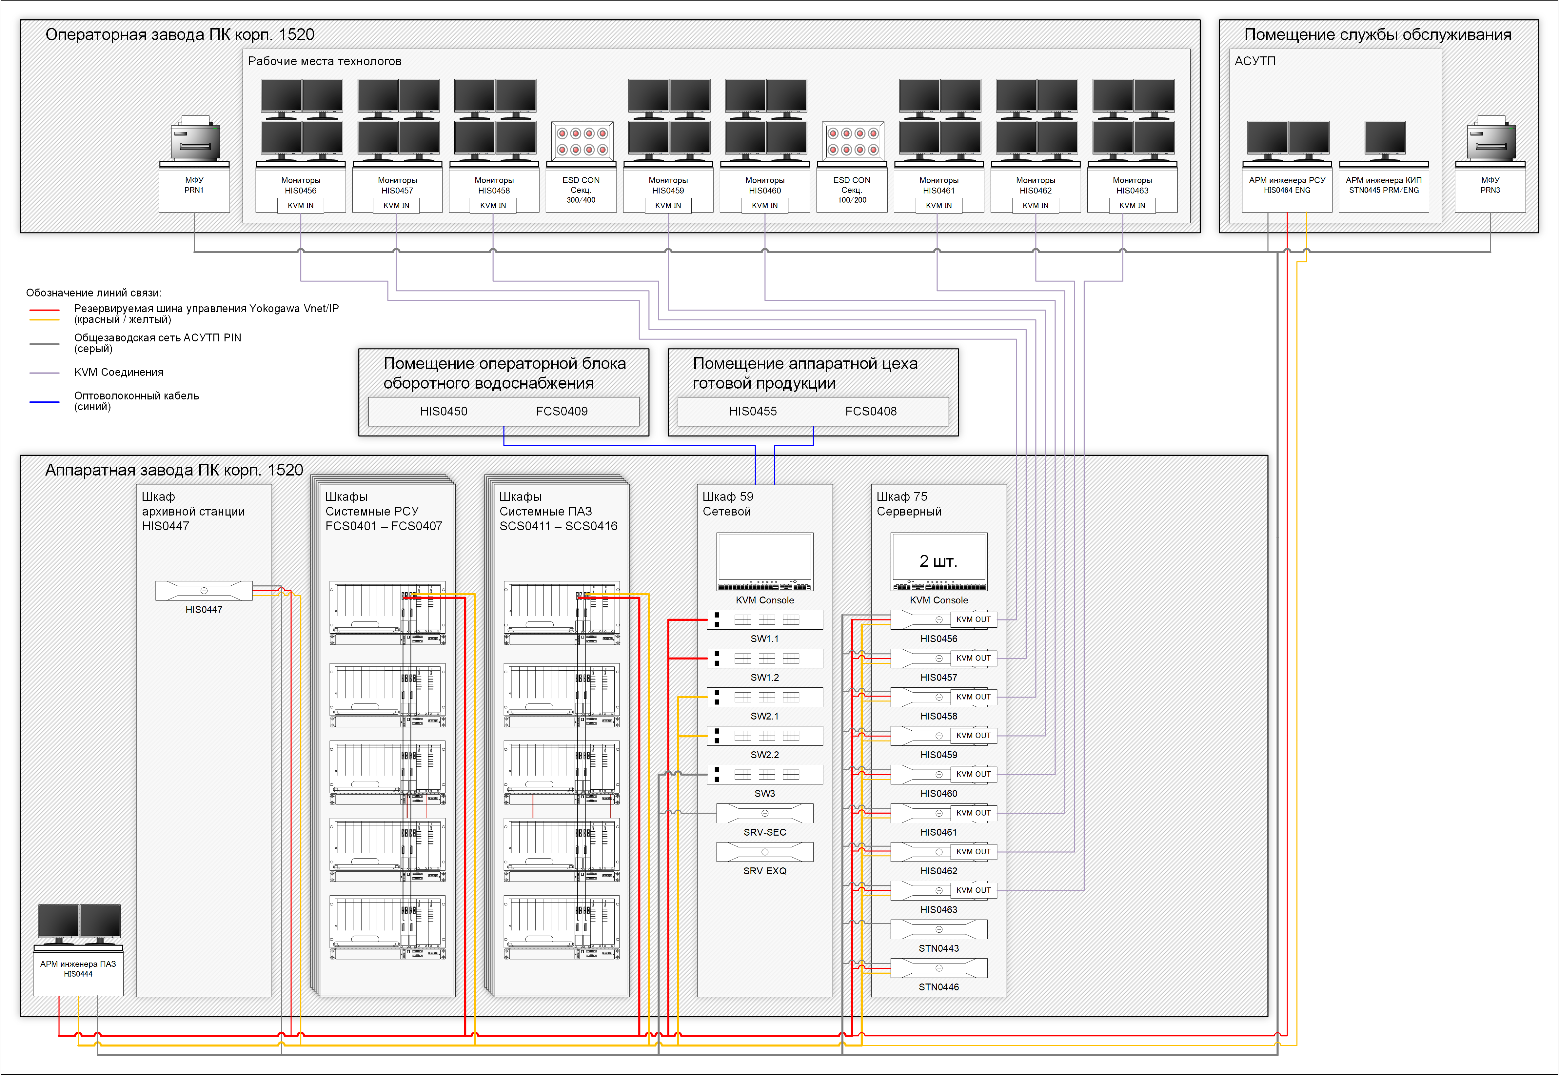 Операторная завода ПК корп. 1520
Рабочие места технологов
МФУ
PRN1
Мониторы
HIS0456
KVM IN
Мониторы
HIS0457
KVM IN
Мониторы
HIS0458
KVM IN
ESD CON
Секц.
300/400
Мониторы
HIS0459
KVM IN
Мониторы
HIS0460
KVM IN
ESD CON
Секц.
100/200
Мониторы
HIS0461
KVM IN
Мониторы
HIS0462
KVM IN
Мониторы
HIS0463
KVM IN
Помещение службы обслуживания
АСУТП
АРМ инженера РСУ
HIS0464 ENG
АРМ инженера КИП
STN0445 PRM/ENG
МФУ
PRN3
Обозначение линий связи:
Резервируемая шина управления Yokogawa Vnet/IP
(красный / желтый)
Общезаводская сеть АСУТП PIN
(серый)
KVM Соединения
Оптоволоконный кабель
(синий)
Помещение операторной блока
оборотного водоснабжения
HIS0450 FCS0409
Помещение аппаратной цеха
готовой продукции
HIS0455 FCS0408
Аппаратная завода ПК корп. 1520
Шкаф
архивной станции
HIS0447
HIS0447
Шкафы
Системные РСУ
FCS0401 – FCS0407
Шкафы
Системные ПАЗ
SCS0411 – SCS0416
Шкаф 59
Сетевой
KVM Console
SW1.1
SW1.2
SW2.1
SW2.2
SW3
SRV-SEC
SRV EXQ
Шкаф 75
Серверный
2 шт.
KVM Console
KVM OUT
HIS0456
KVM OUT
HIS0457
KVM OUT
HIS0458
KVM OUT
HIS0459
KVM OUT
HIS0460
KVM OUT
HIS0461
KVM OUT
HIS0462
KVM OUT
HIS0463
STN0443
STN0446
АРМ инженера ПАЗ
HIS0444